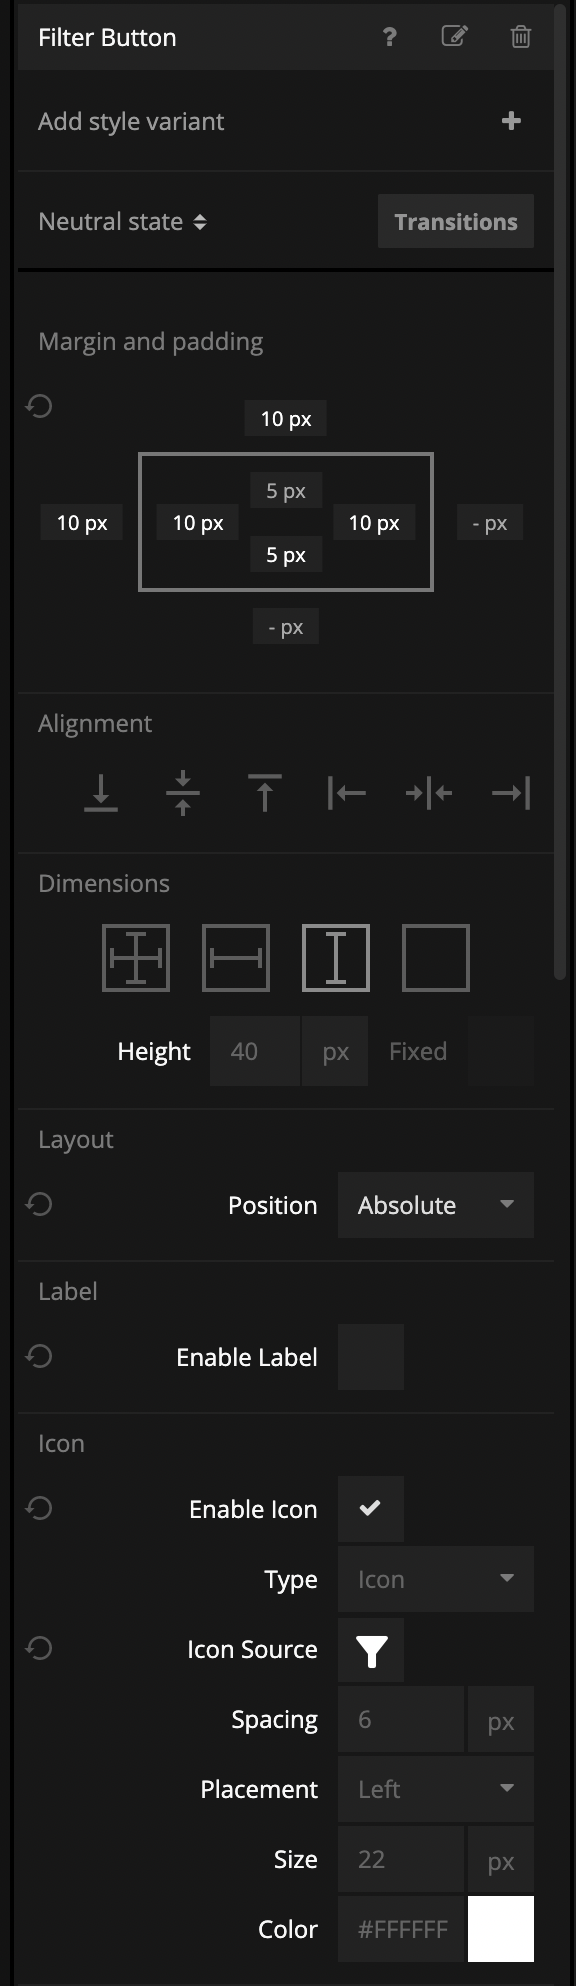 Filter Button ?
Add style variant +
Neutral state Transitions
Margin and padding
10 px
5 px
10 px 10 px 10 px - px
5 px
- px
Alignment
Dimensions
Height 40 px Fixed
Layout
Position Absolute
Label
Enable Label
Icon
Enable Icon
Type Icon
Icon Source
Spacing 6 px
Placement Left
Size 22 px
Color #FFFFFF